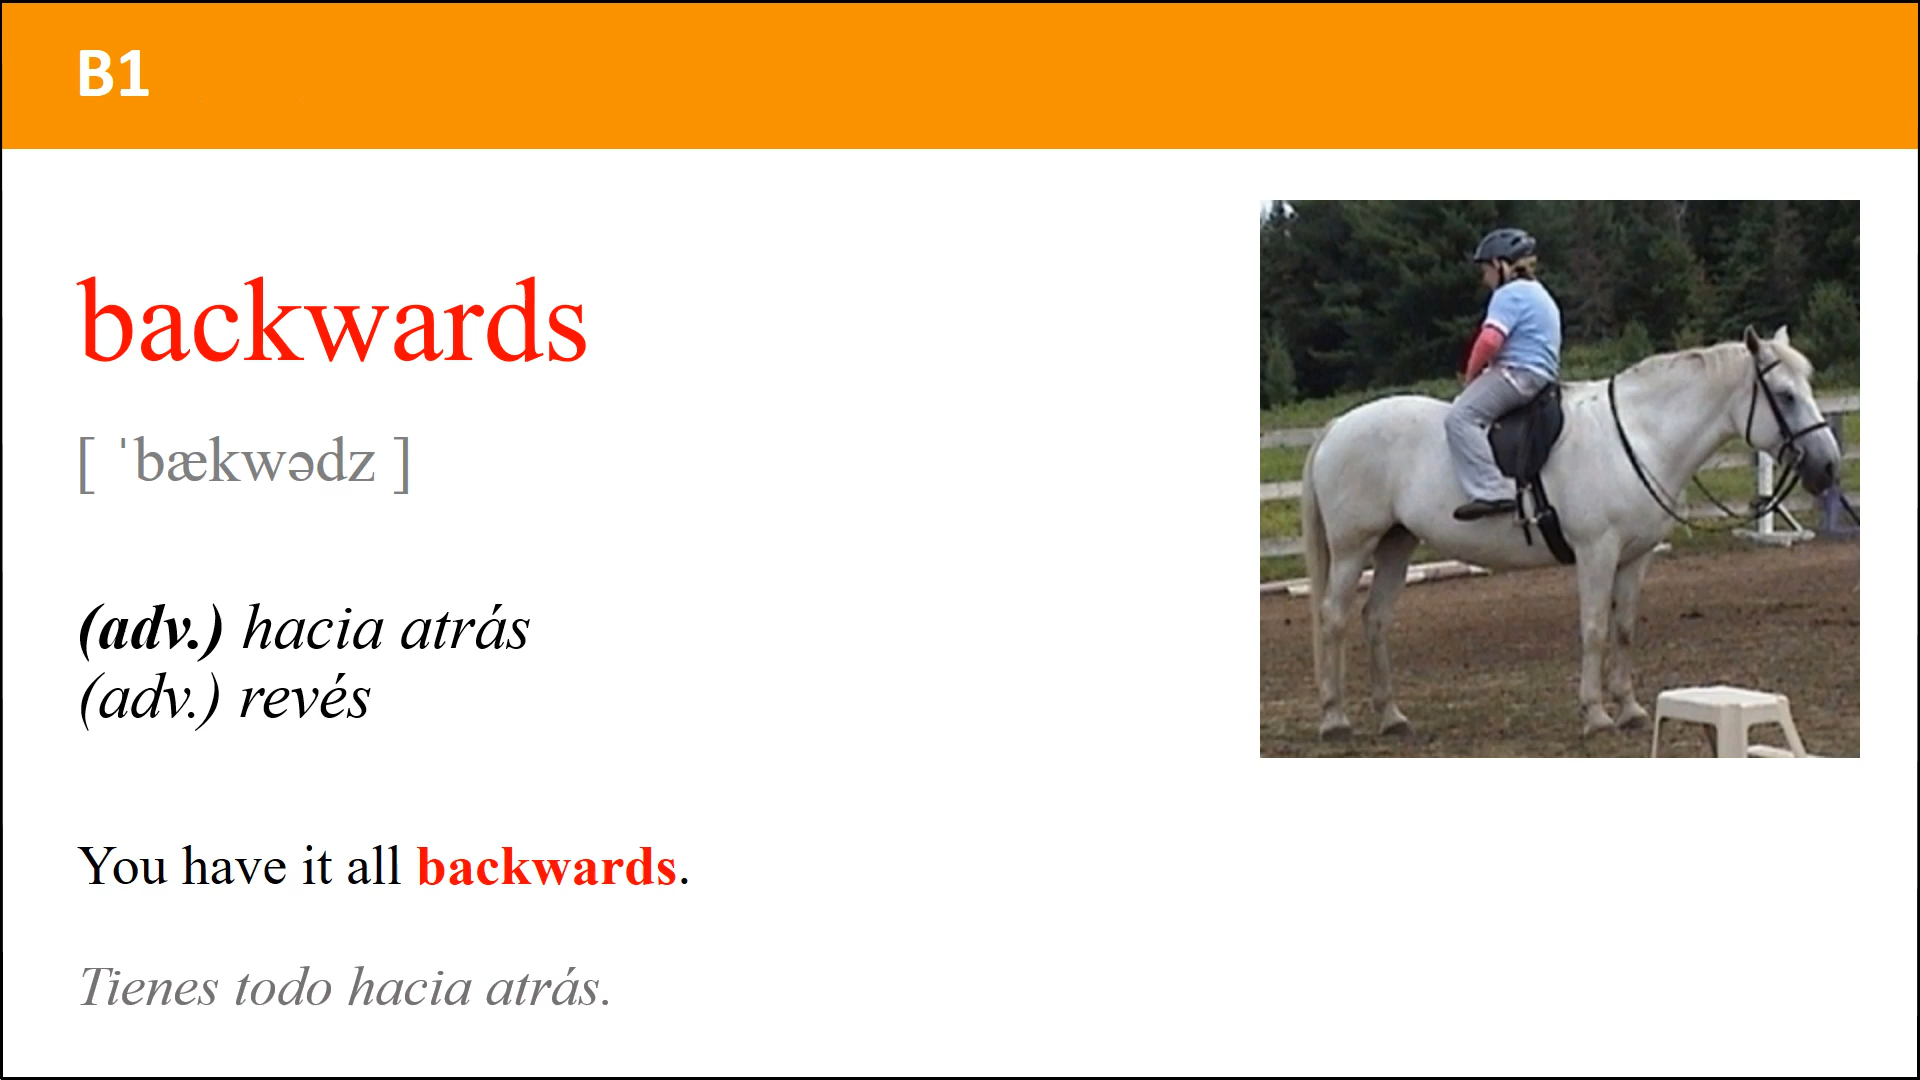 B1
backwards
[ ˈbækwədz ]
(adv.) hacia atrás
(adv.) revés
You have it all backwards.
Tienes todo hacia atrás.